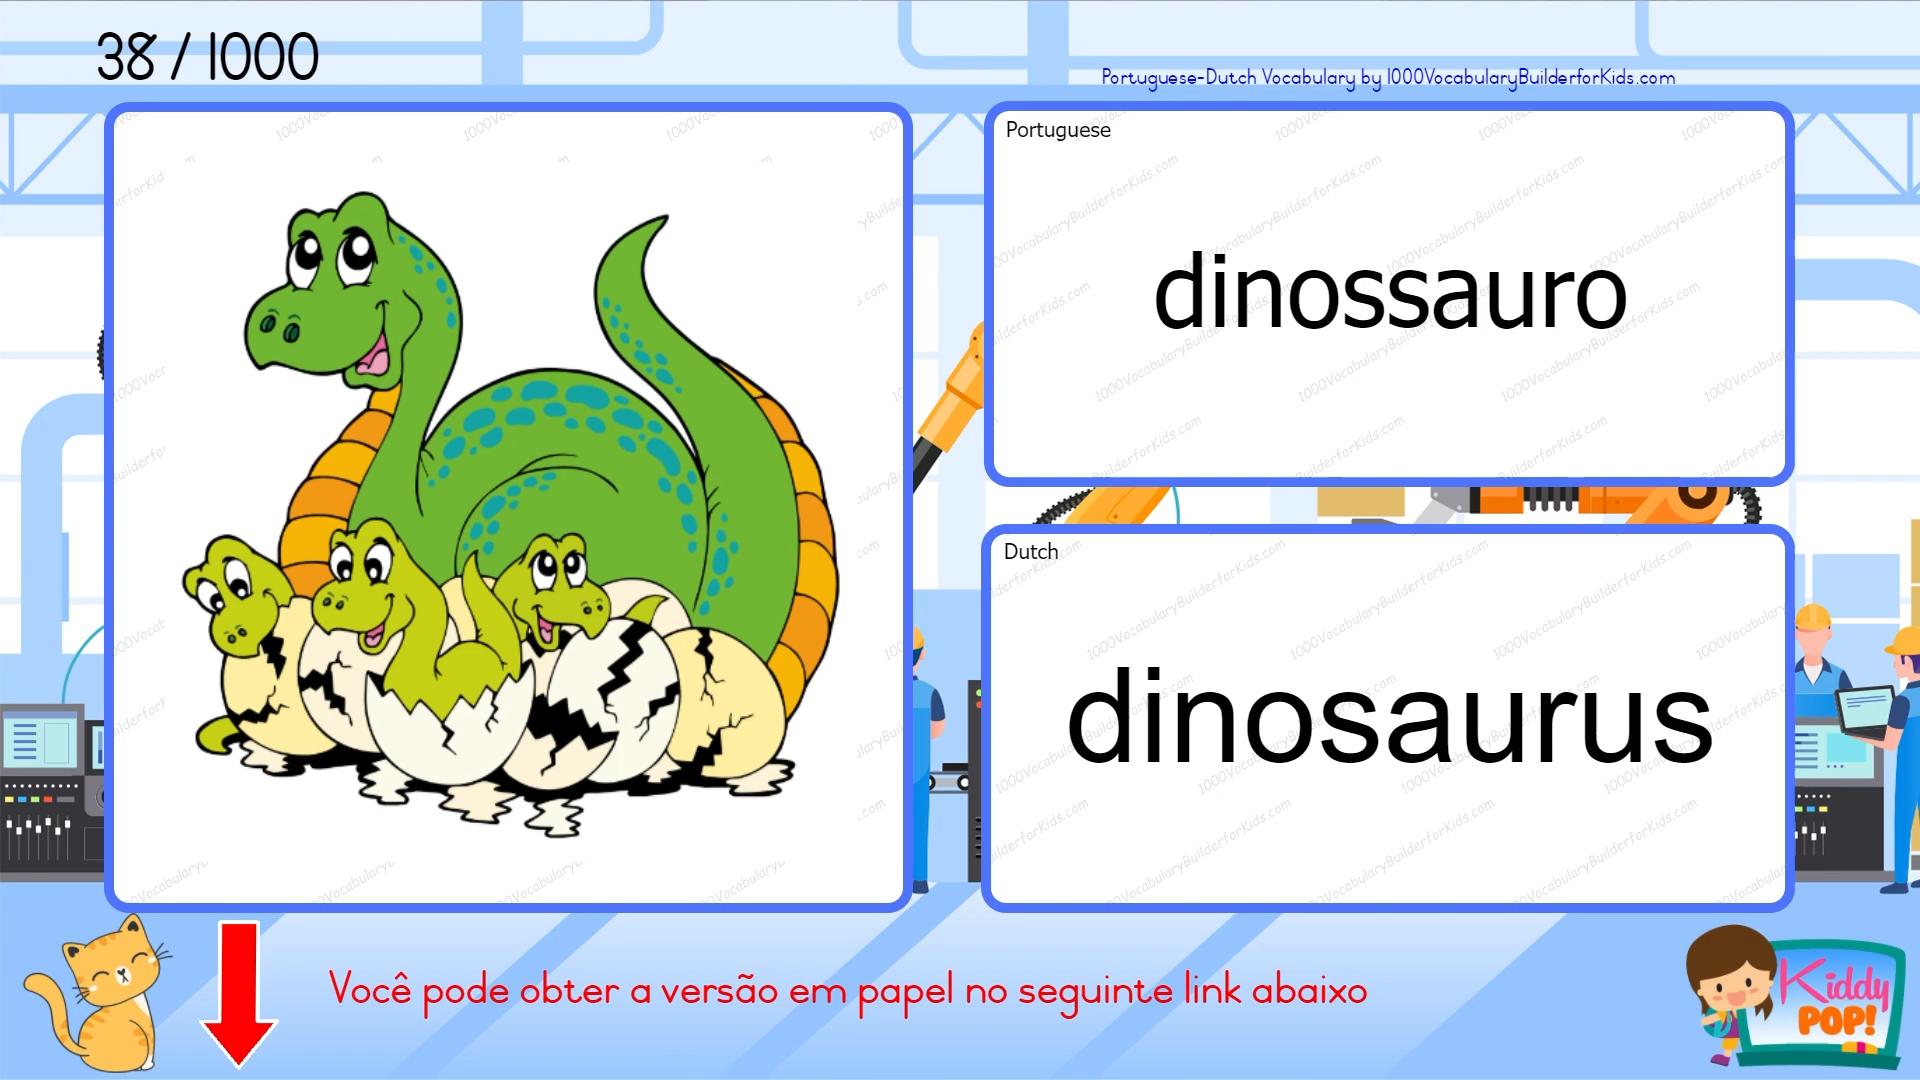 38 / 1000
Portuguese-Dutch Vocabulary by 1000VocabularyBuilderforKids.com
Portuguese
dinossauro
Dutch
dinosaurus
Você pode obter a versão em papel no seguinte link abaixo
Kiddy
POP!